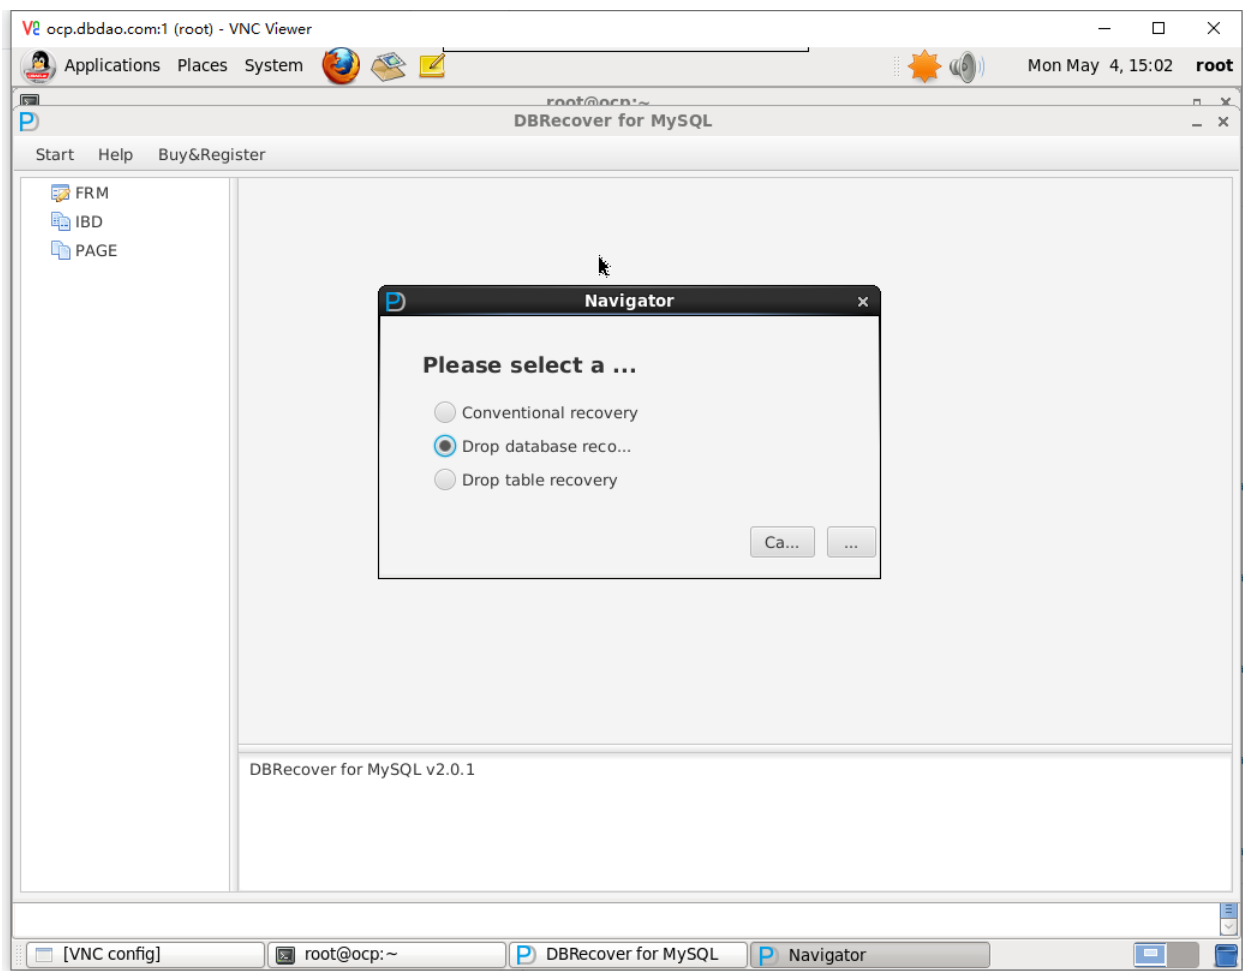 ocp.dbdao.com:1 (root) - VNC Viewer
Applications Places System Mon May 4, 15:02 root
root@ocp:~
DBRecover for MySQL
Start Help Buy&Register
FRM
IBD
PAGE
Navigator
Please select a ...
Conventional recovery
Drop database reco...
Drop table recovery
Ca... ...
DBRecover for MySQL v2.0.1
[VNC config] root@ocp:~ DBRecover for MySQL Navigator